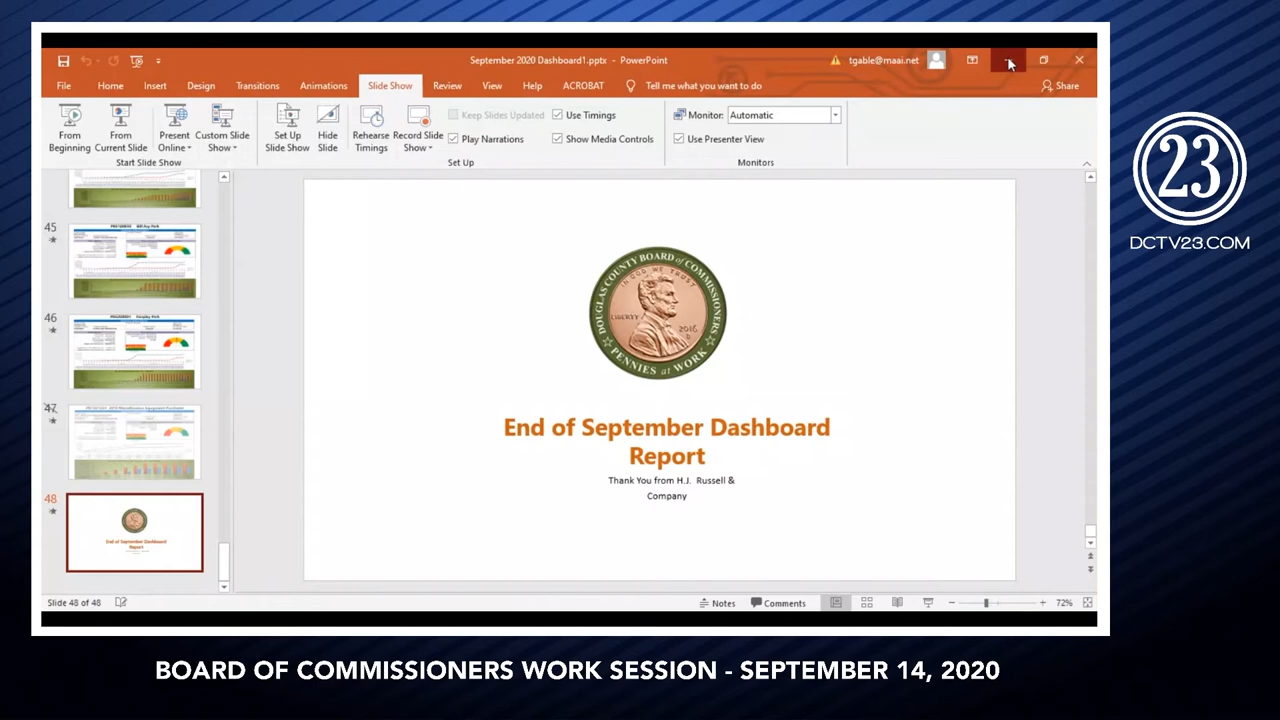 September 2020 Dashboard1.pptx - PowerPoint
tgable@maai.net
File Home Insert Design Transitions Animations Slide Show Review View Help ACROBAT Tell me what you want to do Share
From Beginning
From Current Slide
Present Online
Custom Slide Show
Set Up Slide Show
Hide Slide
Rehearse Timings
Record Slide Show
Keep Slides Updated
Play Narrations
Use Timings
Show Media Controls
Monitor: Automatic
Use Presenter View
Start Slide Show
Set Up
Monitors
45
46
47
48
DOUGLAS COUNTY BOARD of COMMISSIONERS
IN GOD WE TRUST
LIBERTY
2016
D
PENNIES at WORK
End of September Dashboard
Report
Thank You from H.J. Russell &
Company
End of September Dashboard
Report
Slide 48 of 48
Notes
Comments
72%
23
DCTV23.COM
BOARD OF COMMISSIONERS WORK SESSION - SEPTEMBER 14, 2020